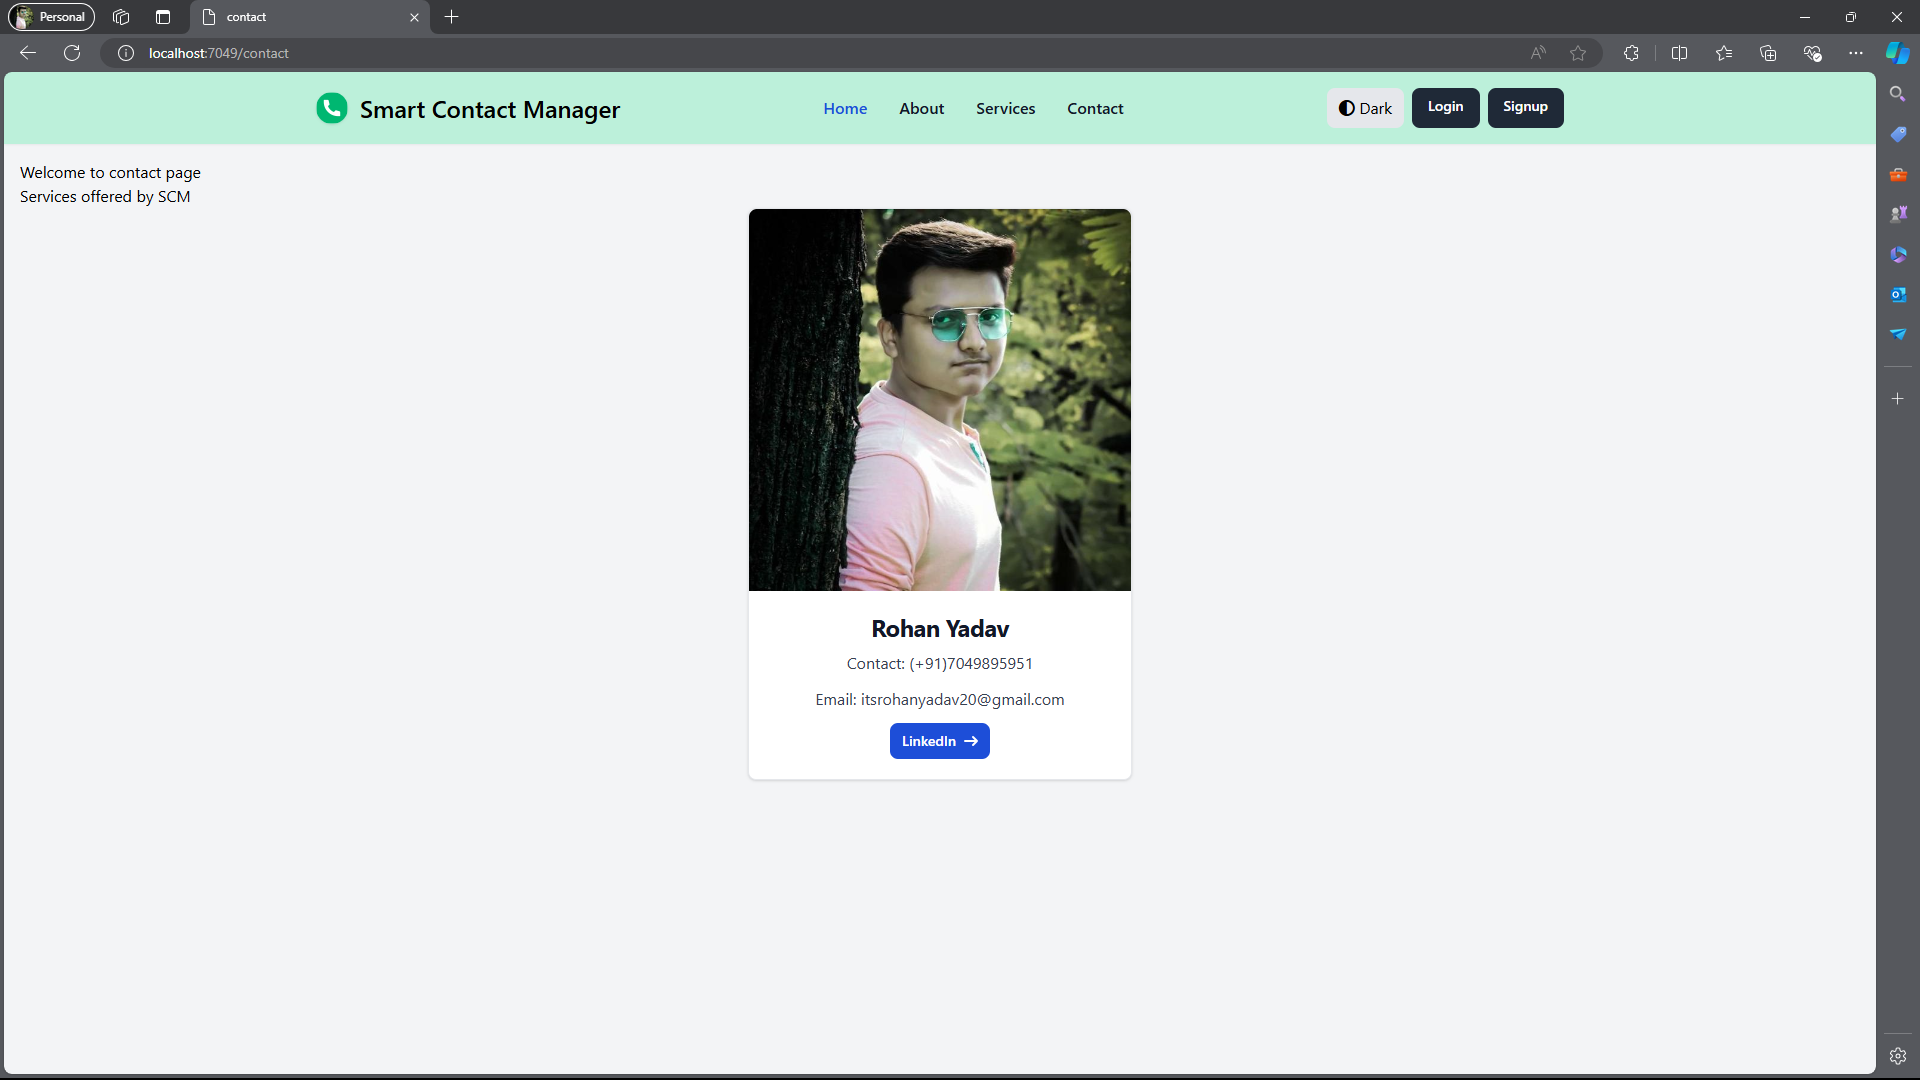 Personal
contact
localhost:7049/contact
Smart Contact Manager
Home
About
Services
Contact
Dark
Login
Signup
Welcome to contact page
Services offered by SCM
Rohan Yadav
Contact: (+91)7049895951
Email: itsrohanyadav20@gmail.com
LinkedIn